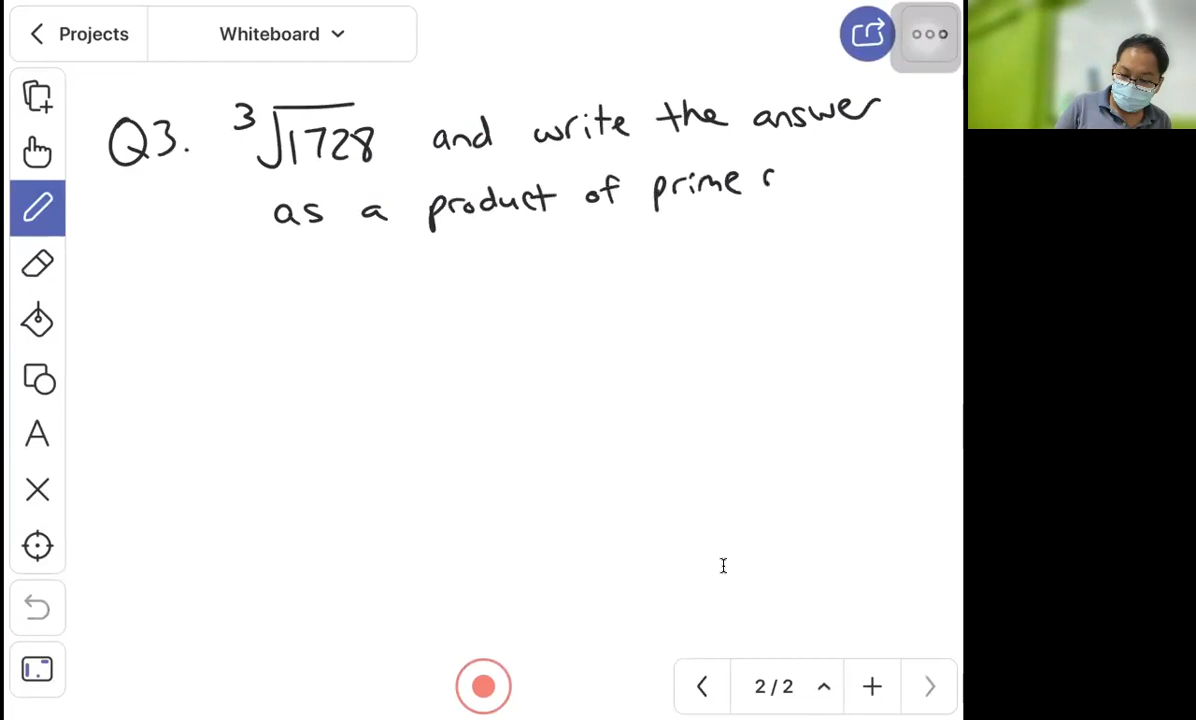 Projects
Whiteboard
Q3. ³√1728 and write the answer
as a product of prime
A
2 / 2